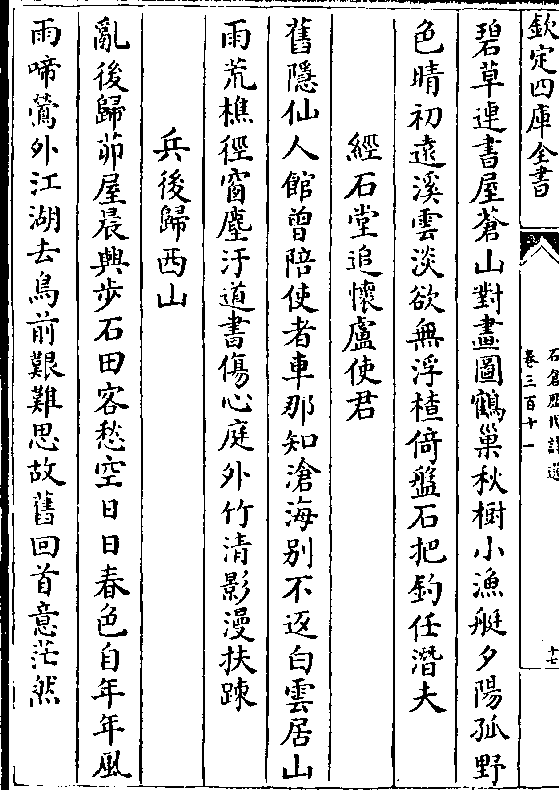 欽定四庫全書
石倉歷代詩選
卷三百十一
十七
碧草連書屋蒼山對畫圖鶴巢秋樹小漁艇夕陽孤野
色晴初遠溪雲淡欲無浮楂倚盤石把釣任潛夫
經石堂追懷盧使君
舊隱仙人館曾陪使者車那知滄海别不返白雲居山
雨荒樵徑窗塵汙道書傷心庭外竹清影漫扶疎
兵後歸西山
亂後歸茆屋晨興步石田客愁空日日春色自年年風
雨啼鶯外江湖去鳥前艱難思故舊回首意茫然